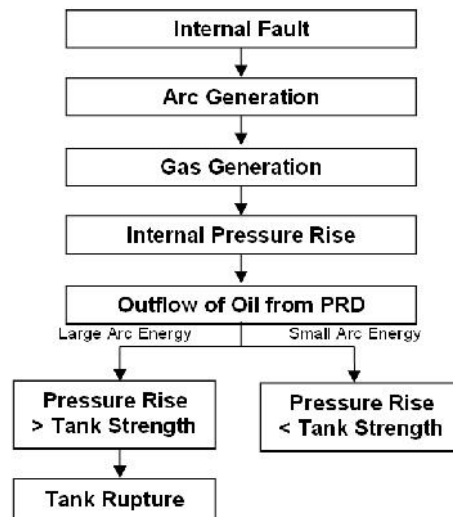 Internal Fault
Arc Generation
Gas Generation
Internal Pressure Rise
Outflow of Oil from PRD
Large Arc Energy
Small Arc Energy
Pressure Rise
> Tank Strength
Pressure Rise
< Tank Strength
Tank Rupture